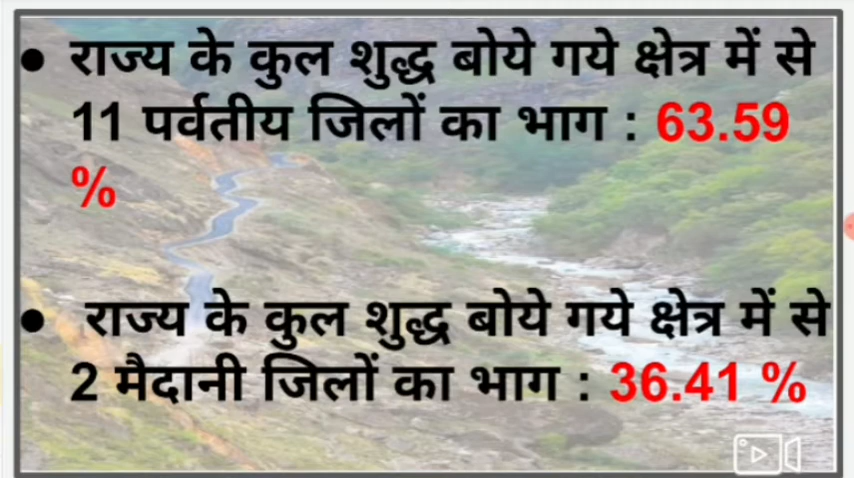 ● राज्य के कुल शुद्ध बोये गये क्षेत्र में से
11 पर्वतीय जिलों का भाग : 63.59
%
● राज्य के कुल शुद्ध बोये गये क्षेत्र में से
2 मैदानी जिलों का भाग : 36.41 %